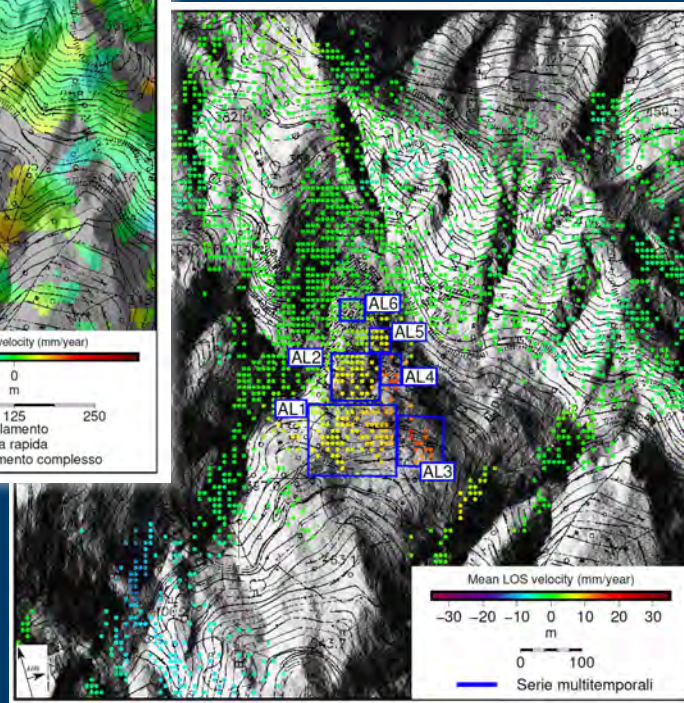 velocity (mm/year)
0
m
125 250
lamento
a rapida
mento complesso
AL6
AL5
AL2
AL4
AL1
AL3
Mean LOS velocity (mm/year)
−30 −20 −10 0 10 20 30
m
0 100
Serie multitemporali